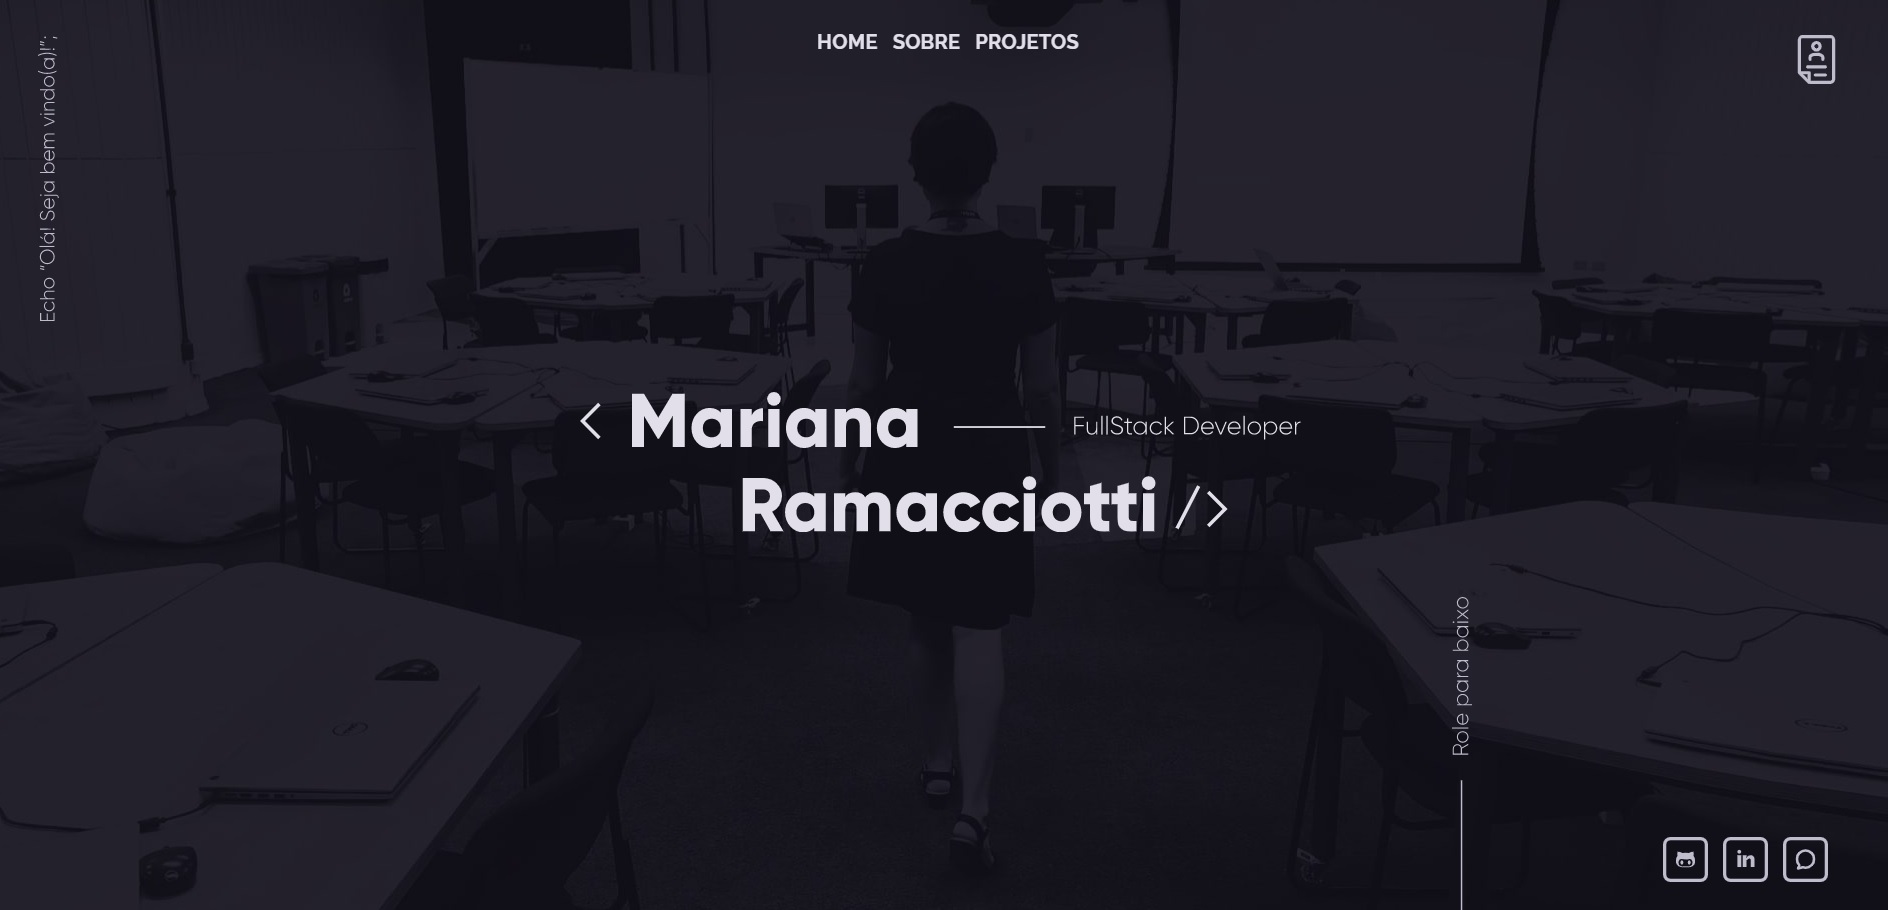 HOME SOBRE PROJETOS
Echo "Olá! Seja bem vindo(a)!";
< Mariana
FullStack Developer
Ramacciotti />
Role para baixo
in